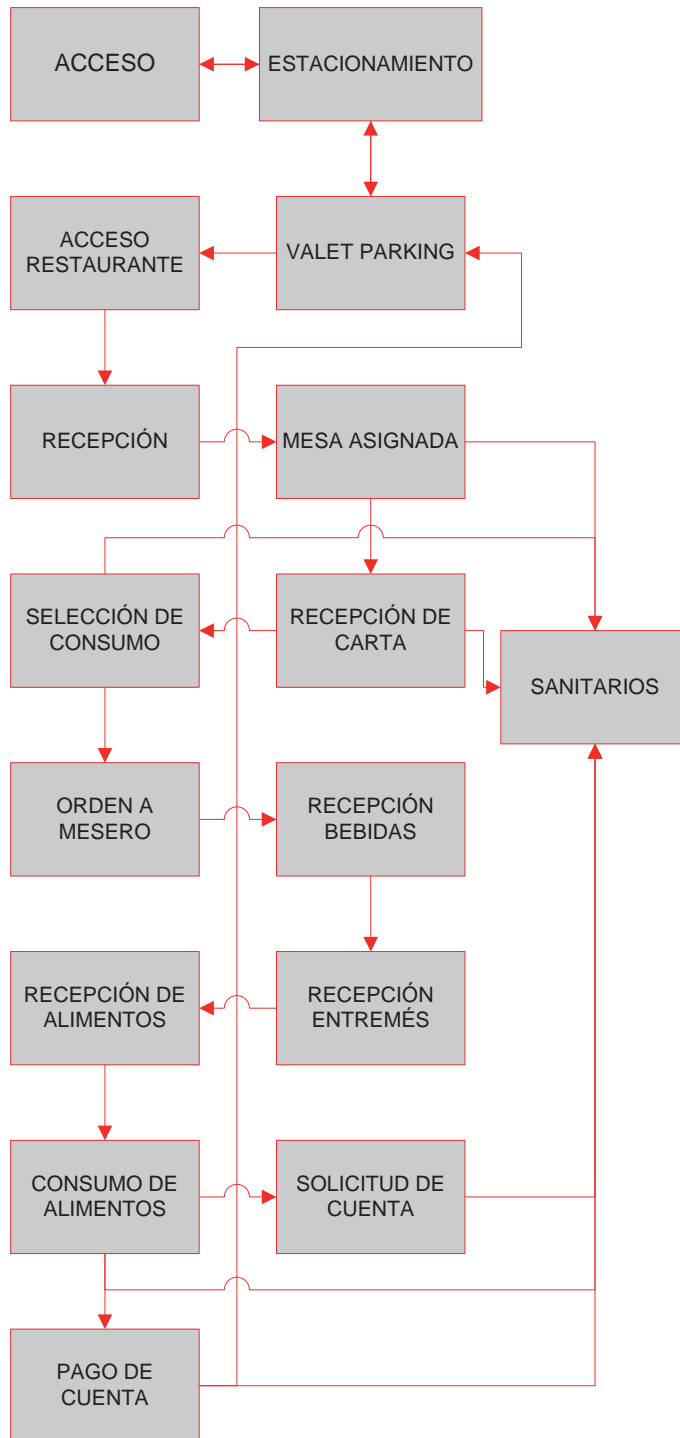 ACCESO
ESTACIONAMIENTO
ACCESO
RESTAURANTE
VALET PARKING
RECEPCIÓN
MESA ASIGNADA
SELECCIÓN DE
CONSUMO
RECEPCIÓN DE
CARTA
SANITARIOS
ORDEN A
MESERO
RECEPCIÓN
BEBIDAS
RECEPCIÓN DE
ALIMENTOS
RECEPCIÓN
ENTREMÉS
CONSUMO DE
ALIMENTOS
SOLICITUD DE
CUENTA
PAGO DE
CUENTA